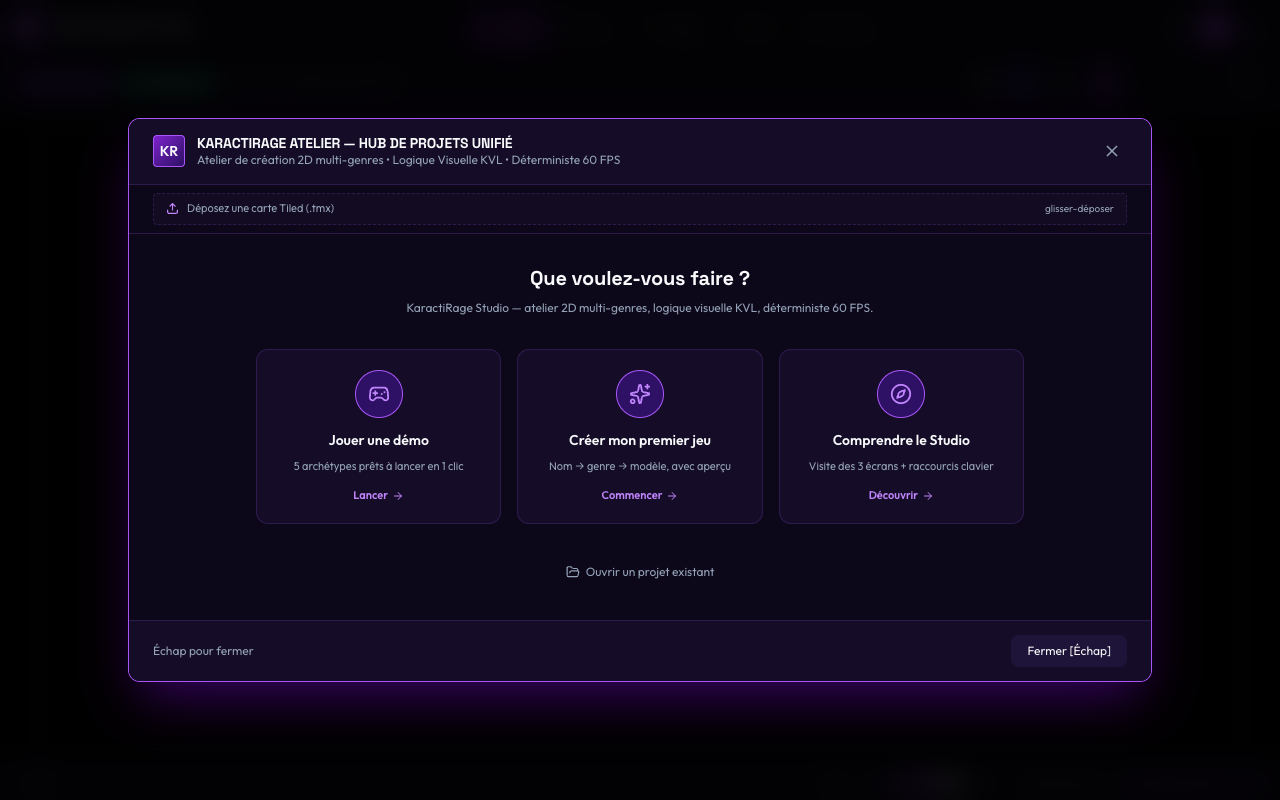 KR
KARACTIRAGE ATELIER — HUB DE PROJETS UNIFIÉ
Atelier de création 2D multi-genres • Logique Visuelle KVL • Déterministe 60 FPS
Déposez une carte Tiled (.tmx)
glisser-déposer
Que voulez-vous faire ?
KaractiRage Studio — atelier 2D multi-genres, logique visuelle KVL, déterministe 60 FPS.
Jouer une démo
5 archétypes prêts à lancer en 1 clic
Lancer →
Créer mon premier jeu
Nom → genre → modèle, avec aperçu
Commencer →
Comprendre le Studio
Visite des 3 écrans + raccourcis clavier
Découvrir →
Ouvrir un projet existant
Échap pour fermer
Fermer [Échap]